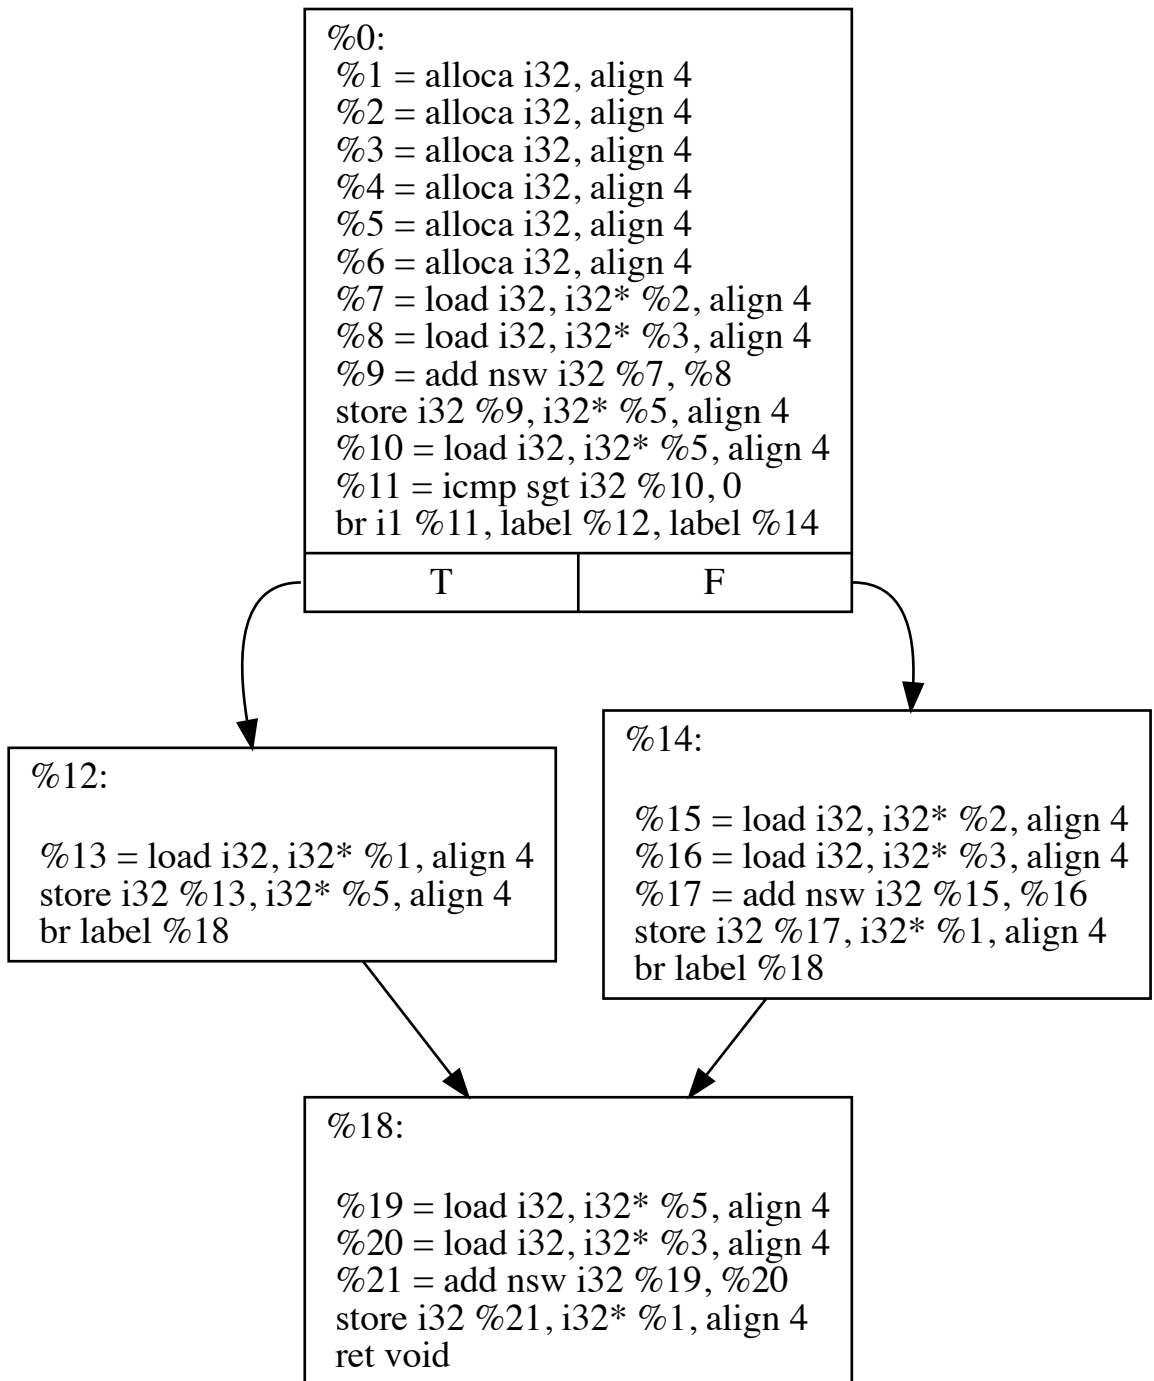 %0:
%1 = alloca i32, align 4
%2 = alloca i32, align 4
%3 = alloca i32, align 4
%4 = alloca i32, align 4
%5 = alloca i32, align 4
%6 = alloca i32, align 4
%7 = load i32, i32* %2, align 4
%8 = load i32, i32* %3, align 4
%9 = add nsw i32 %7, %8
store i32 %9, i32* %5, align 4
%10 = load i32, i32* %5, align 4
%11 = icmp sgt i32 %10, 0
br i1 %11, label %12, label %14
T
F
%12:
%13 = load i32, i32* %1, align 4
store i32 %13, i32* %5, align 4
br label %18
%14:
%15 = load i32, i32* %2, align 4
%16 = load i32, i32* %3, align 4
%17 = add nsw i32 %15, %16
store i32 %17, i32* %1, align 4
br label %18
%18:
%19 = load i32, i32* %5, align 4
%20 = load i32, i32* %3, align 4
%21 = add nsw i32 %19, %20
store i32 %21, i32* %1, align 4
ret void